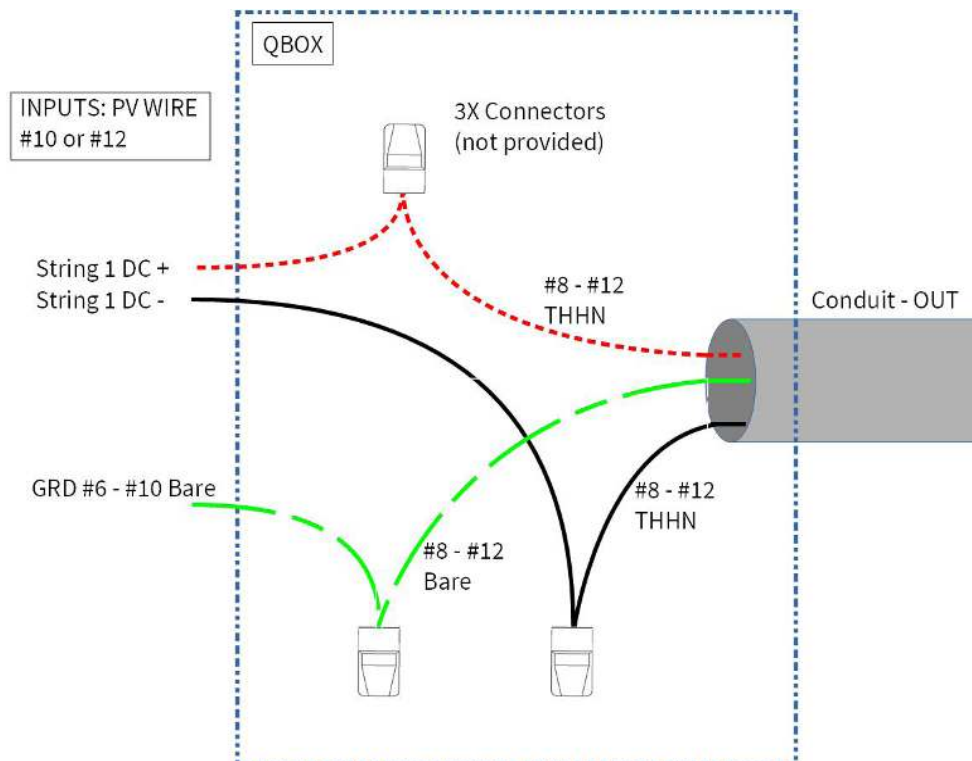 QBOX
INPUTS: PV WIRE
#10 or #12
3X Connectors
(not provided)
String 1 DC +
String 1 DC -
#8 - #12
THHN
Conduit - OUT
GRD #6 - #10 Bare
#8 - #12
THHN
#8 - #12
Bare